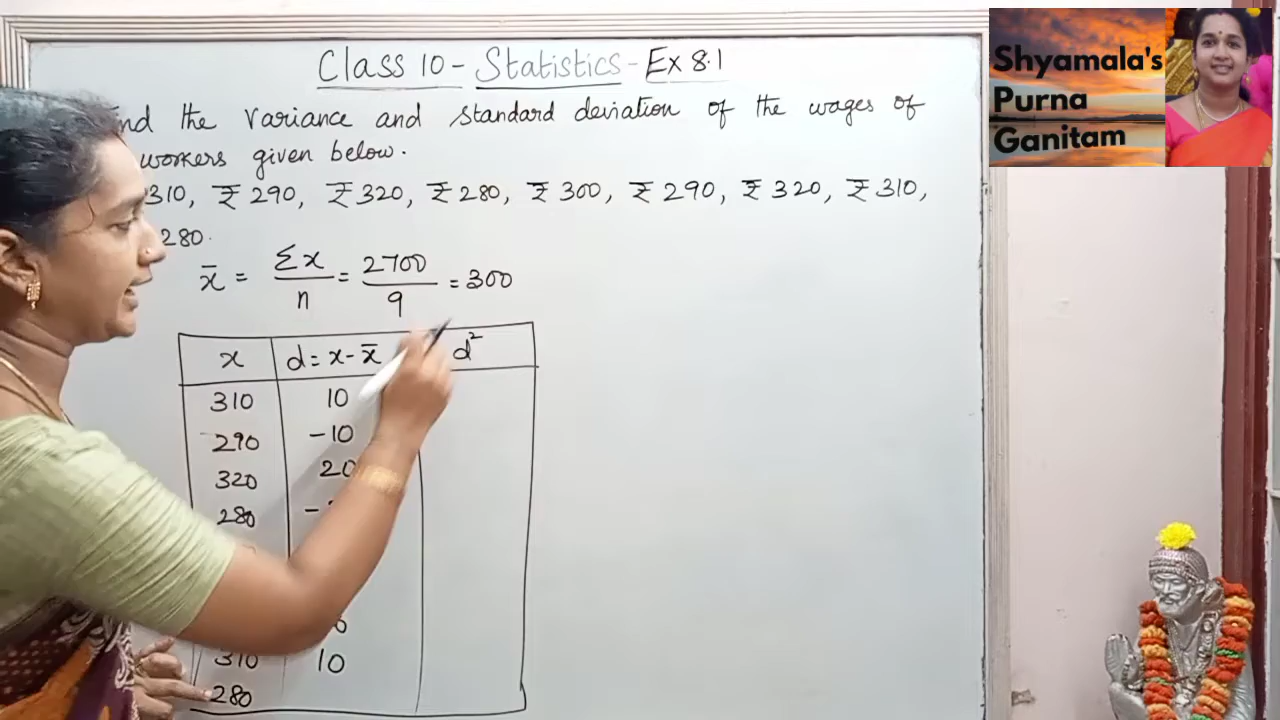 Class 10 - Statistics - Ex 8.1
Shyamala's
Purna
Ganitam
the variance and standard deviation of the wages of
workers given below.
310, ₹ 290, ₹ 320, ₹ 280, ₹ 300, ₹ 290, ₹ 320, ₹ 310,
280.
x̄ = Σx/n = 2700/9 = 300
x d = x - x̄ d²
310 10
290 -10
320 20
280
310 10
280